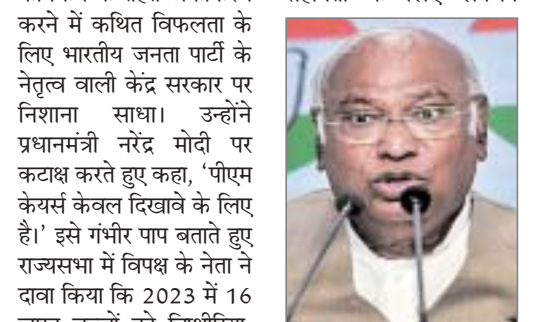 करने में कथित विफलता के
लिए भारतीय जनता पार्टी के
नेतृत्व वाली केंद्र सरकार पर
निशाना साधा। उन्होंने
प्रधानमंत्री नरेंद्र मोदी पर
कटाक्ष करते हुए कहा, ‘पीएम
केयर्स केवल दिखावे के लिए
है।’ इसे गंभीर पाप बताते हुए
राज्यसभा में विपक्ष के नेता ने
दावा किया कि 2023 में 16